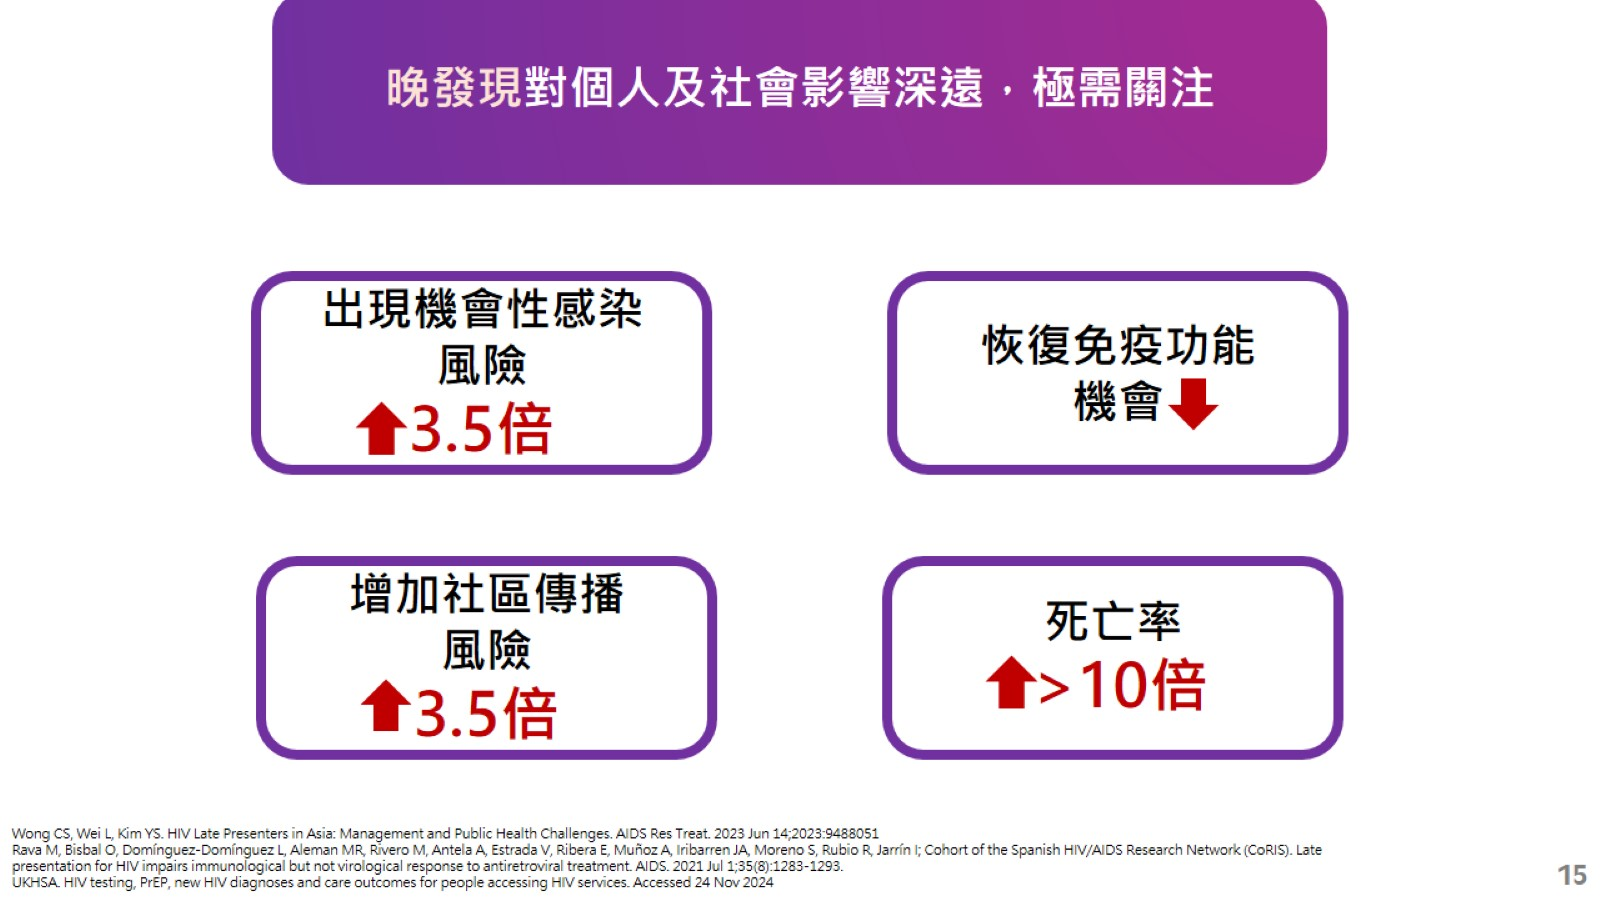 晚發現對個人及社會影響深遠，極需關注
出現機會性感染
風險
3.5倍
恢復免疫功能
機會
增加社區傳播
風險
3.5倍
死亡率
>10倍
Wong CS, Wei L, Kim YS. HIV Late Presenters in Asia: Management and Public Health Challenges. AIDS Res Treat. 2023 Jun 14;2023:9488051
Rava M, Bisbal O, Domínguez-Domínguez L, Aleman MR, Rivero M, Antela A, Estrada V, Ribera E, Muñoz A, Iribarren JA, Moreno S, Rubio R, Jarrín I; Cohort of the Spanish HIV/AIDS Research Network (CoRIS). Late
presentation for HIV impairs immunological but not virological response to antiretroviral treatment. AIDS. 2021 Jul 1;35(8):1283-1293.
UKHSA. HIV testing, PrEP, new HIV diagnoses and care outcomes for people accessing HIV services. Accessed 24 Nov 2024
15